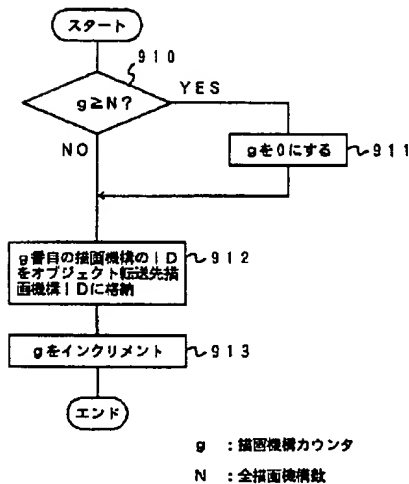 スタート
910
g≧N?
YES
NO
gを0にする
911
g番目の描画機構のID
をオブジェクト転送先描
画機構IDに格納
912
gをインクリメント
913
エンド
g :描画機構カウンタ
N :全描画機構数